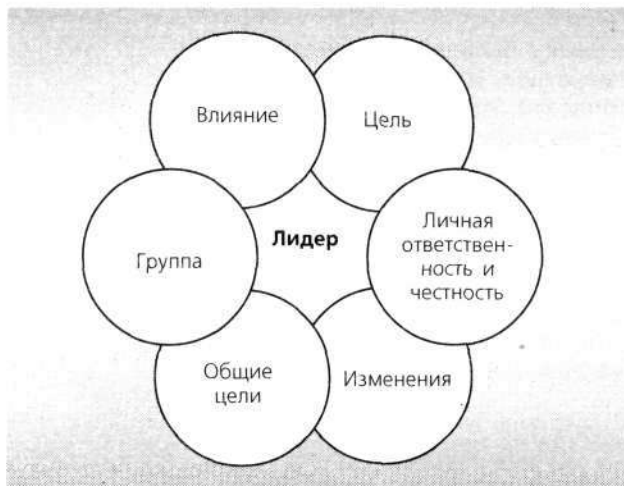 Влияние
Цель
Группа
Лидер
Личная
ответствен-
ность и
честность
Общие
цели
Изменения